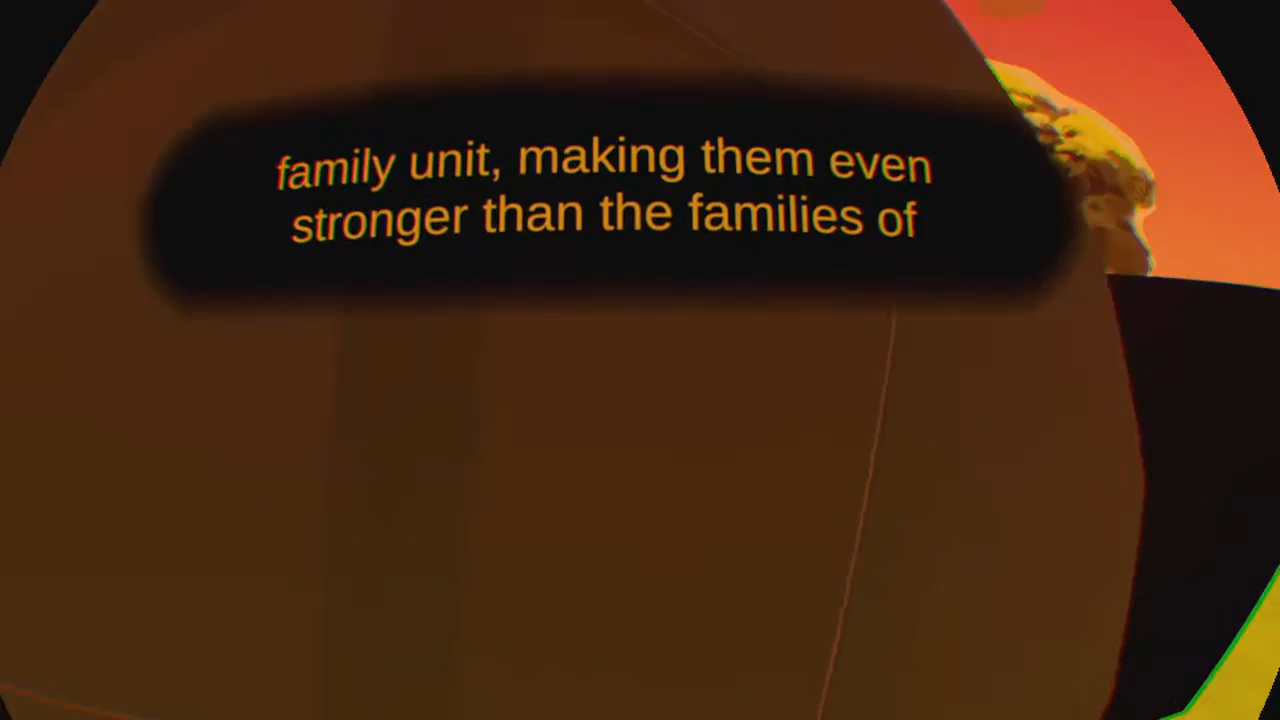 family unit, making them even
stronger than the families of